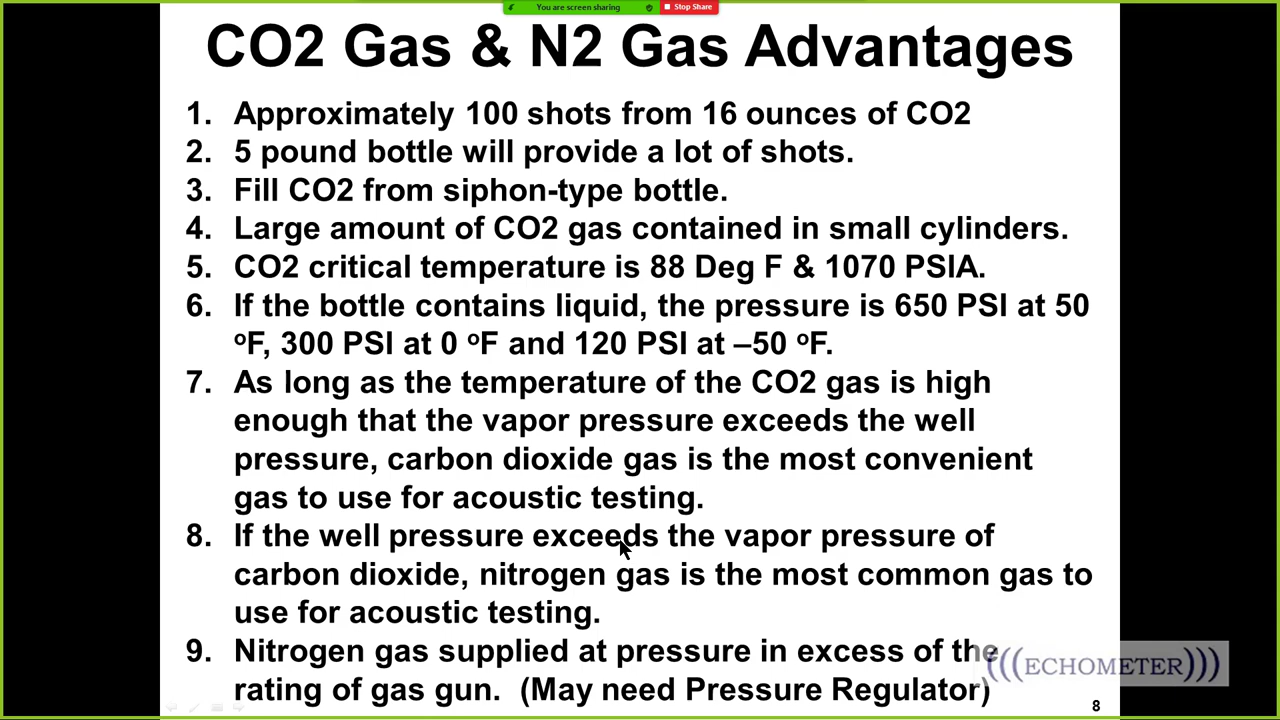 You are screen sharing Stop Share
CO2 Gas & N2 Gas Advantages
1. Approximately 100 shots from 16 ounces of CO2
2. 5 pound bottle will provide a lot of shots.
3. Fill CO2 from siphon-type bottle.
4. Large amount of CO2 gas contained in small cylinders.
5. CO2 critical temperature is 88 Deg F & 1070 PSIA.
6. If the bottle contains liquid, the pressure is 650 PSI at 50
ºF, 300 PSI at 0 ºF and 120 PSI at –50 ºF.
7. As long as the temperature of the CO2 gas is high
enough that the vapor pressure exceeds the well
pressure, carbon dioxide gas is the most convenient
gas to use for acoustic testing.
8. If the well pressure exceeds the vapor pressure of
carbon dioxide, nitrogen gas is the most common gas to
use for acoustic testing.
9. Nitrogen gas supplied at pressure in excess of the
rating of gas gun. (May need Pressure Regulator)
(((ECHOMETER)))
8